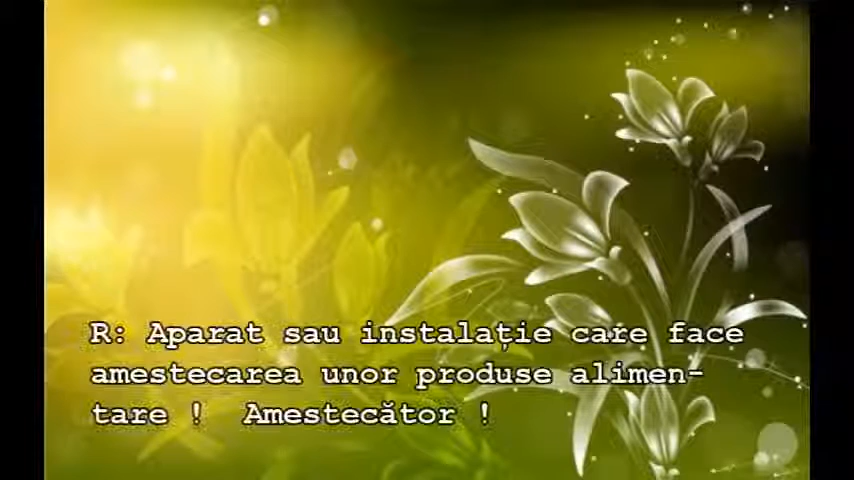 R: Aparat sau instalație care face
amestecarea unor produse alimen-
tare !  Amestecător !